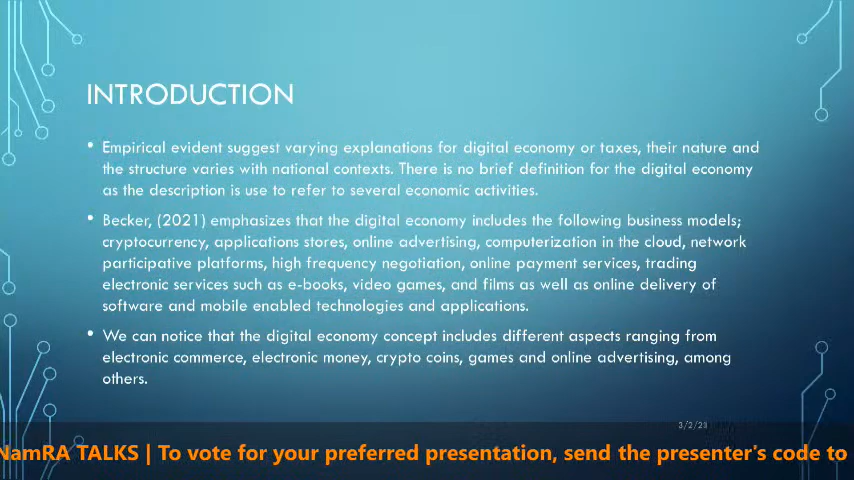 INTRODUCTION
• Empirical evident suggest varying explanations for digital economy or taxes, their nature and
the structure varies with national contexts. There is no brief definition for the digital economy
as the description is use to refer to several economic activities.
• Becker, (2021) emphasizes that the digital economy includes the following business models;
cryptocurrency, applications stores, online advertising, computerization in the cloud, network
participative platforms, high frequency negotiation, online payment services, trading
electronic services such as e-books, video games, and films as well as online delivery of
software and mobile enabled technologies and applications.
• We can notice that the digital economy concept includes different aspects ranging from
electronic commerce, electronic money, crypto coins, games and online advertising, among
others.
3/2/23
NamRA TALKS | To vote for your preferred presentation, send the presenter's code to